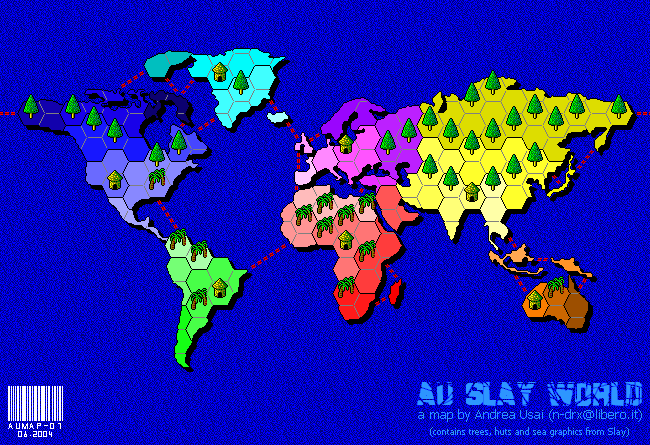 AU SLAY WORLD
a map by Andrea Usai (n-drx@libero.it)
(contains trees, huts and sea graphics from Slay)
AUMAP-07
06.2004